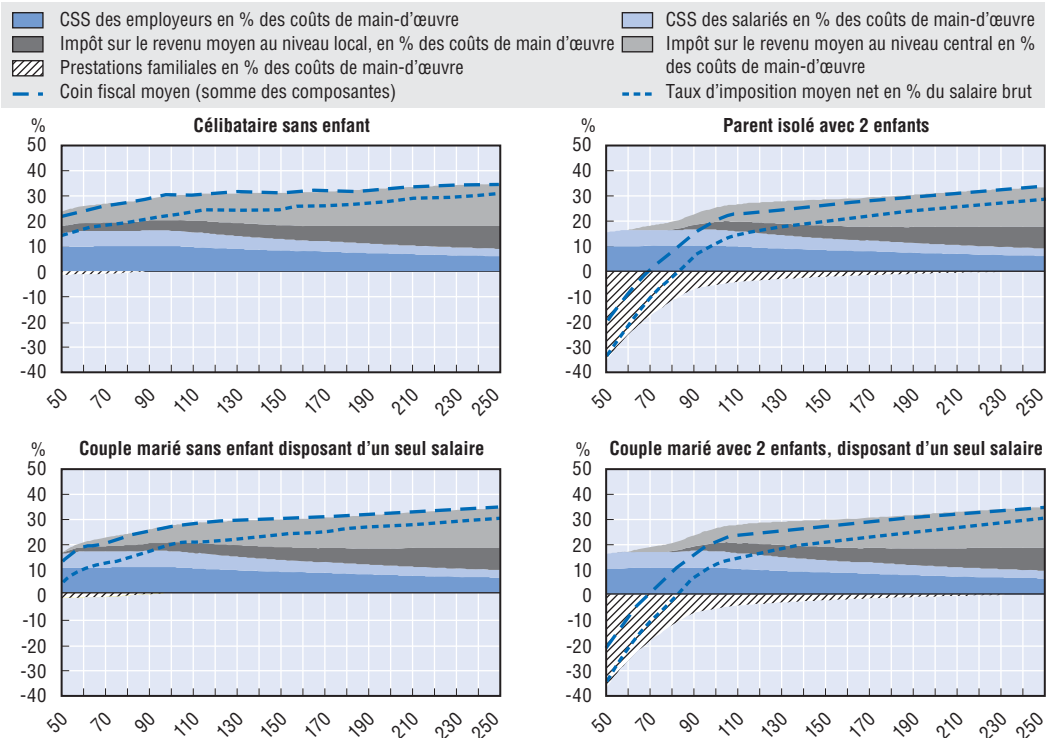 CSS des employeurs en % des coûts de main-d'œuvre
CSS des salariés en % des coûts de main-d'œuvre
Impôt sur le revenu moyen au niveau local, en % des coûts de main d'œuvre
Impôt sur le revenu moyen au niveau central en %
des coûts de main-d'œuvre
Prestations familiales en % des coûts de main-d'œuvre
Coin fiscal moyen (somme des composantes)
Taux d'imposition moyen net en % du salaire brut
% Célibataire sans enfant
50
40
30
20
10
0
-10
-20
-30
-40
50 70 90 110 130 150 170 190 210 230 250
% Parent isolé avec 2 enfants
50
40
30
20
10
0
-10
-20
-30
-40
50 70 90 110 130 150 170 190 210 230 250
% Couple marié sans enfant disposant d'un seul salaire
50
40
30
20
10
0
-10
-20
-30
-40
50 70 90 110 130 150 170 190 210 230 250
% Couple marié avec 2 enfants, disposant d'un seul salaire
50
40
30
20
10
0
-10
-20
-30
-40
50 70 90 110 130 150 170 190 210 230 250